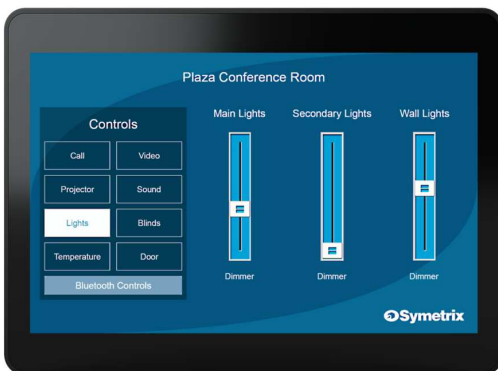 Plaza Conference Room
Controls
Call
Video
Projector
Sound
Lights
Blinds
Temperature
Door
Bluetooth Controls
Main Lights
Secondary Lights
Wall Lights
Dimmer
Dimmer
Dimmer
Symetrix